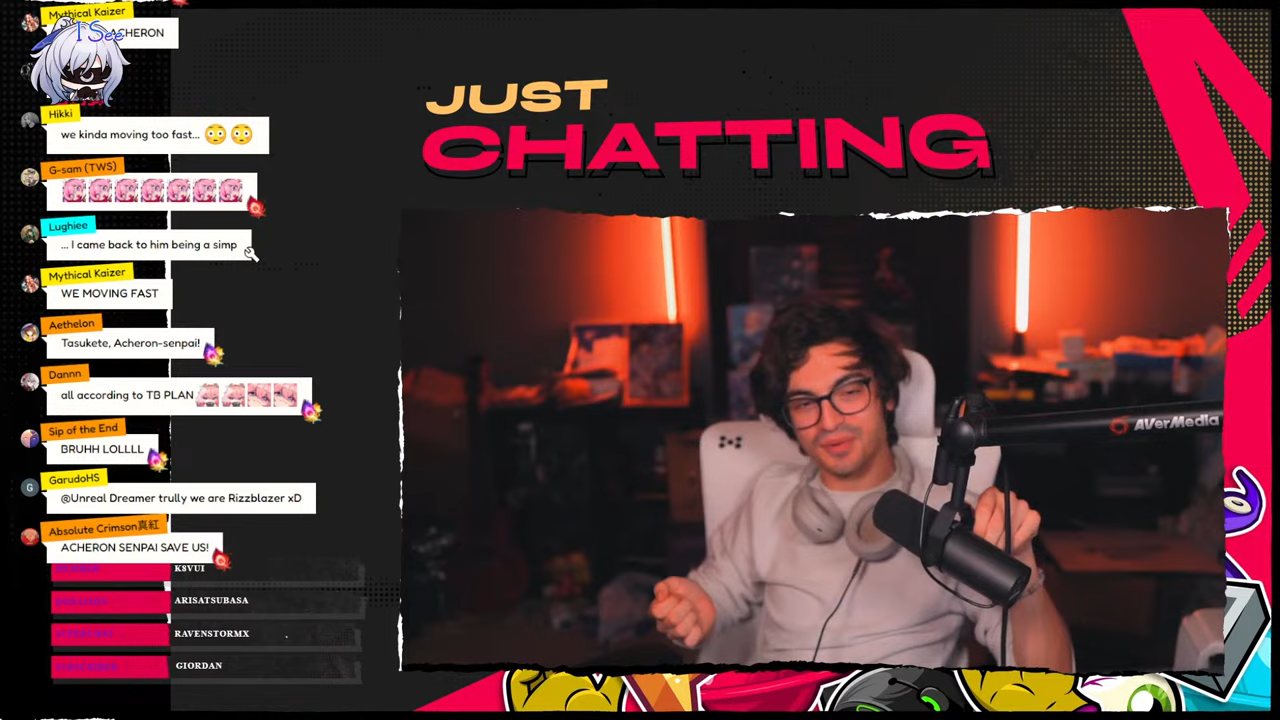 Mythical Kaizer
ACHERON
I See
Hikki
we kinda moving too fast... 😳 😳
G-sam (TWS)
Lughiee
... I came back to him being a simp
Mythical Kaizer
WE MOVING FAST
Aethelon
Tasukete, Acheron-senpai!
Dannn
all according to TB PLAN
Sip of the End
BRUHH LOLLLL
G
GarudoHS
@Unreal Dreamer trully we are Rizzblazer xD
Absolute Crimson真紅
ACHERON SENPAI SAVE US!
K8VUI
ARISATSUBASA
RAVENSTORMX
GIORDAN
JUST
CHATTING
AVerMedia